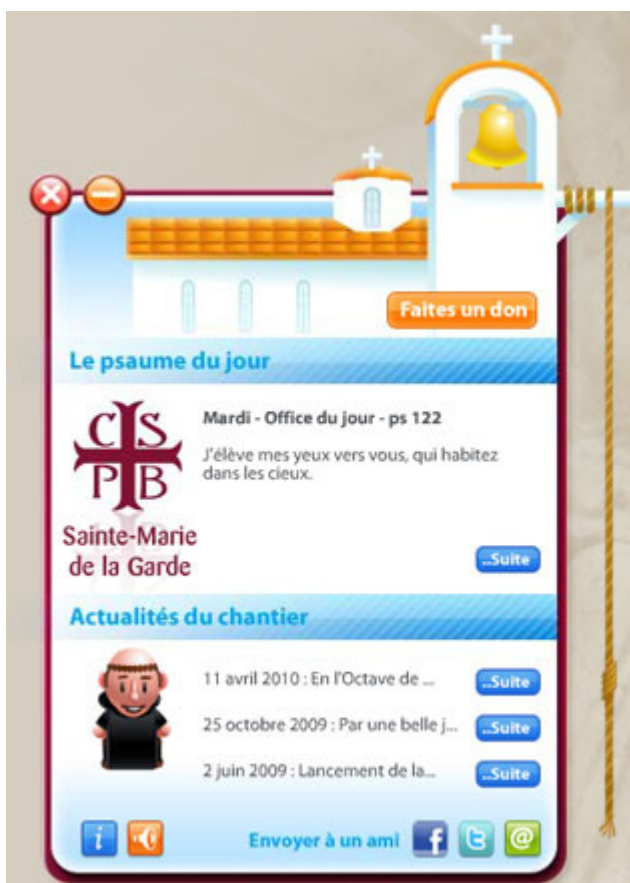 Faites un don
Le psaume du jour
CS
PB
Sainte-Marie
de la Garde
Mardi - Office du jour - ps 122
J'élève mes yeux vers vous, qui habitez
dans les cieux.
..Suite
Actualités du chantier
11 avril 2010 : En l'Octave de ...
..Suite
25 octobre 2009 : Par une belle j...
..Suite
2 juin 2009 : Lancement de la...
..Suite
i
Envoyer à un ami
f
t
@